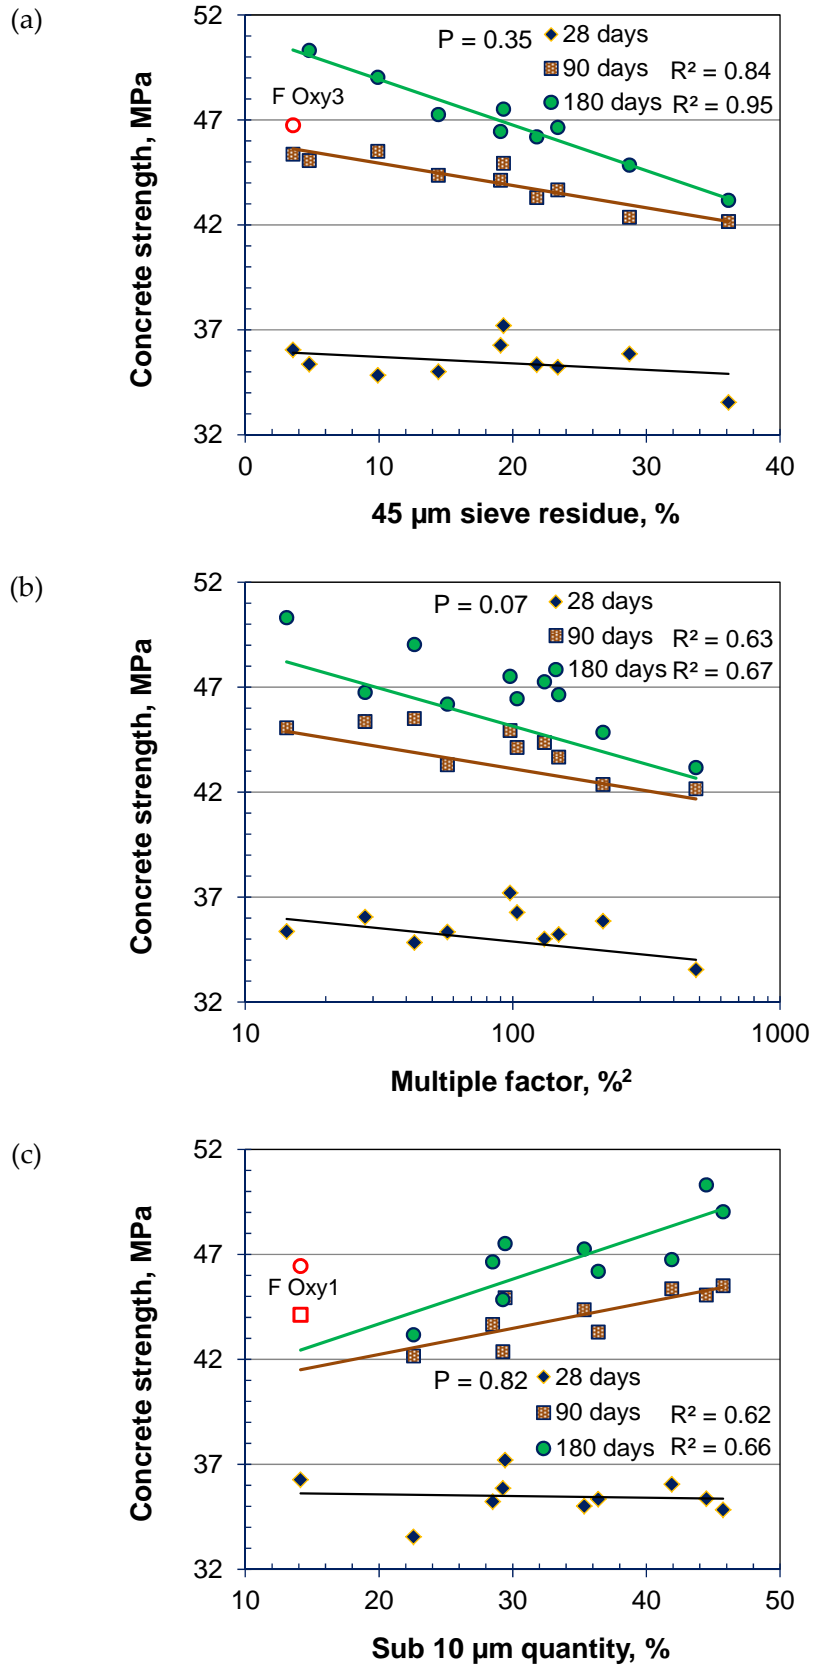 (a)
52
P = 0.35
28 days
90 days
R² = 0.84
180 days
R² = 0.95
F Oxy3
47
42
37
32
Concrete strength, MPa
0
10
20
30
40
45 µm sieve residue, %
(b)
52
P = 0.07
28 days
90 days
R² = 0.63
180 days
R² = 0.67
47
42
37
32
Concrete strength, MPa
10
100
1000
Multiple factor, %²
(c)
52
47
F Oxy1
42
P = 0.82
28 days
90 days
R² = 0.62
180 days
R² = 0.66
37
32
Concrete strength, MPa
10
20
30
40
50
Sub 10 µm quantity, %